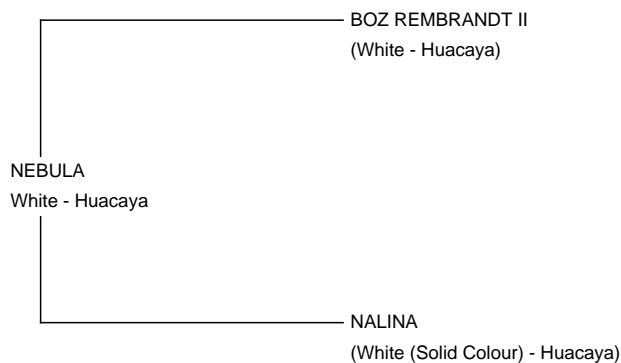 BOZ REMBRANDT II
(White - Huacaya)
NEBULA
White - Huacaya
NALINA
(White (Solid Colour) - Huacaya)